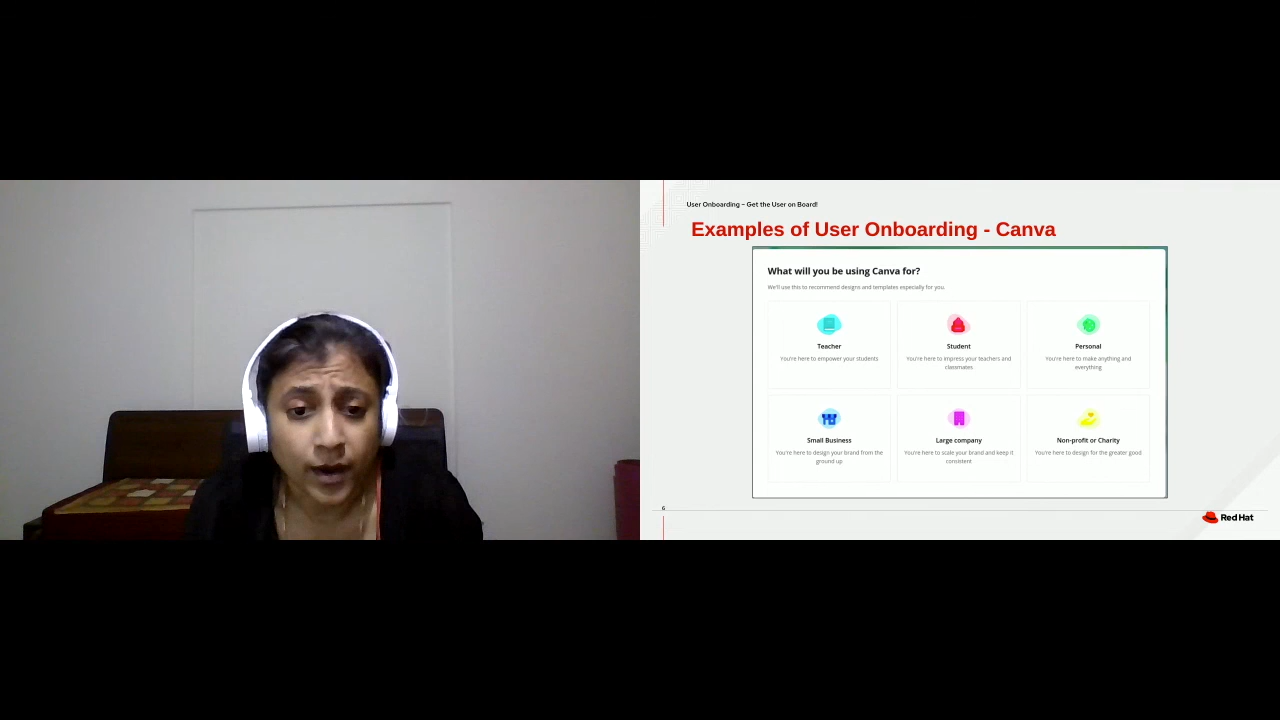 User Onboarding – Get the User on Board!
Examples of User Onboarding - Canva
What will you be using Canva for?
We'll use this to recommend designs and templates especially for you.
Teacher
You're here to empower your students
Student
You're here to impress your teachers and
classmates
Personal
You're here to make anything and
everything
Small Business
You're here to design your brand from the
ground up
Large company
You're here to scale your brand and keep it
consistent
Non-profit or Charity
You're here to design for the greater good
6
Red Hat